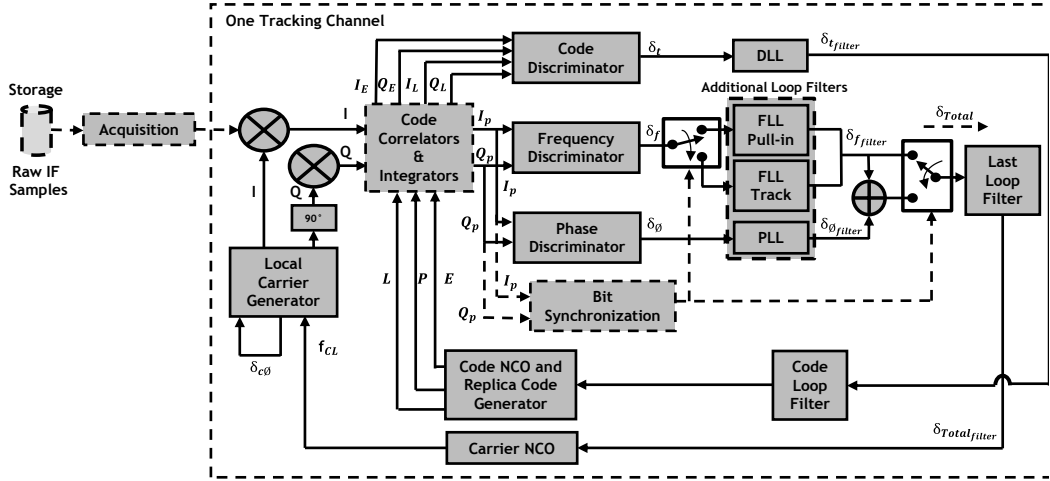 One Tracking Channel
Storage
Raw IF
Samples
Acquisition
I
Q
I
Q
90°
Local
Carrier
Generator
δcØ
fCL
Code
Correlators
&
Integrators
IE QE IL QL
Ip
Qp
Ip
Qp
Ip
Qp
L P E
Code
Discriminator
δt
DLL
δtfilter
Frequency
Discriminator
δf
Additional Loop Filters
FLL
Pull-in
FLL
Track
PLL
δffilter
δØfilter
δTotal
Last
Loop
Filter
Phase
Discriminator
δØ
Bit
Synchronization
Code NCO and
Replica Code
Generator
Code
Loop
Filter
Carrier NCO
δTotalfilter